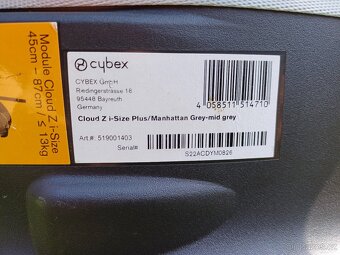 Module Cloud Z i-Size
45cm – 87cm / ≤ 13kg
cybex
CYBEX GmbH
Riedingerstrasse 18
95448 Bayreuth
Germany
4 058511 514710
Cloud Z i-Size Plus/Manhattan Grey-mid grey
Art.#: 519001403
Serial#:
S22ACDYM0826